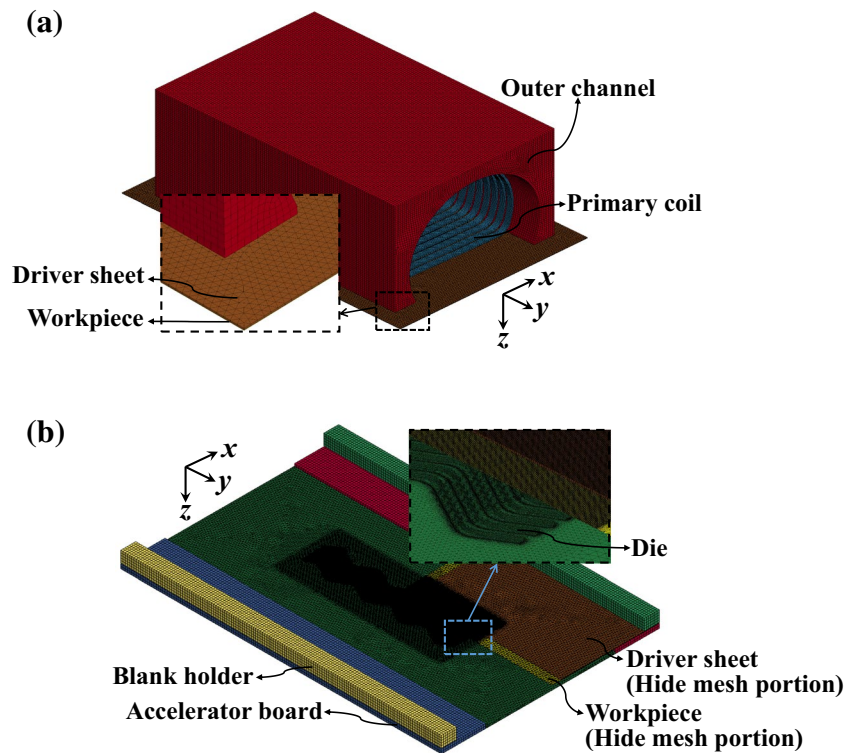 (a)
Outer channel
Primary coil
Driver sheet
Workpiece
x
y
z
(b)
x
y
z
Die
Driver sheet
(Hide mesh portion)
Blank holder
Accelerator board
Workpiece
(Hide mesh portion)